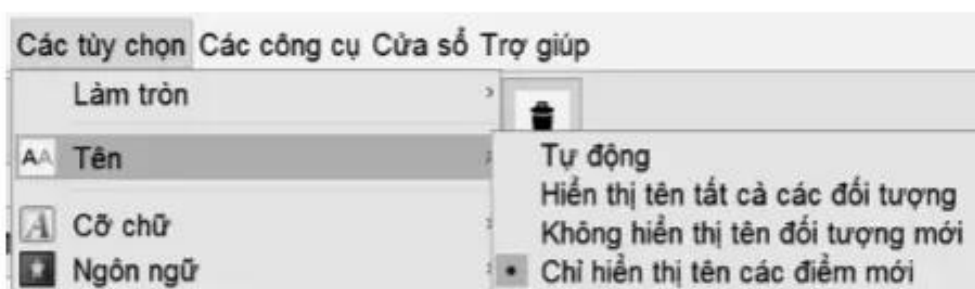 Các tùy chọn Các công cụ Cửa sổ Trợ giúp
Làm tròn
AA Tên
Tự động
Hiển thị tên tất cả các đối tượng
A Cỡ chữ
Không hiển thị tên đối tượng mới
Ngôn ngữ
Chỉ hiển thị tên các điểm mới